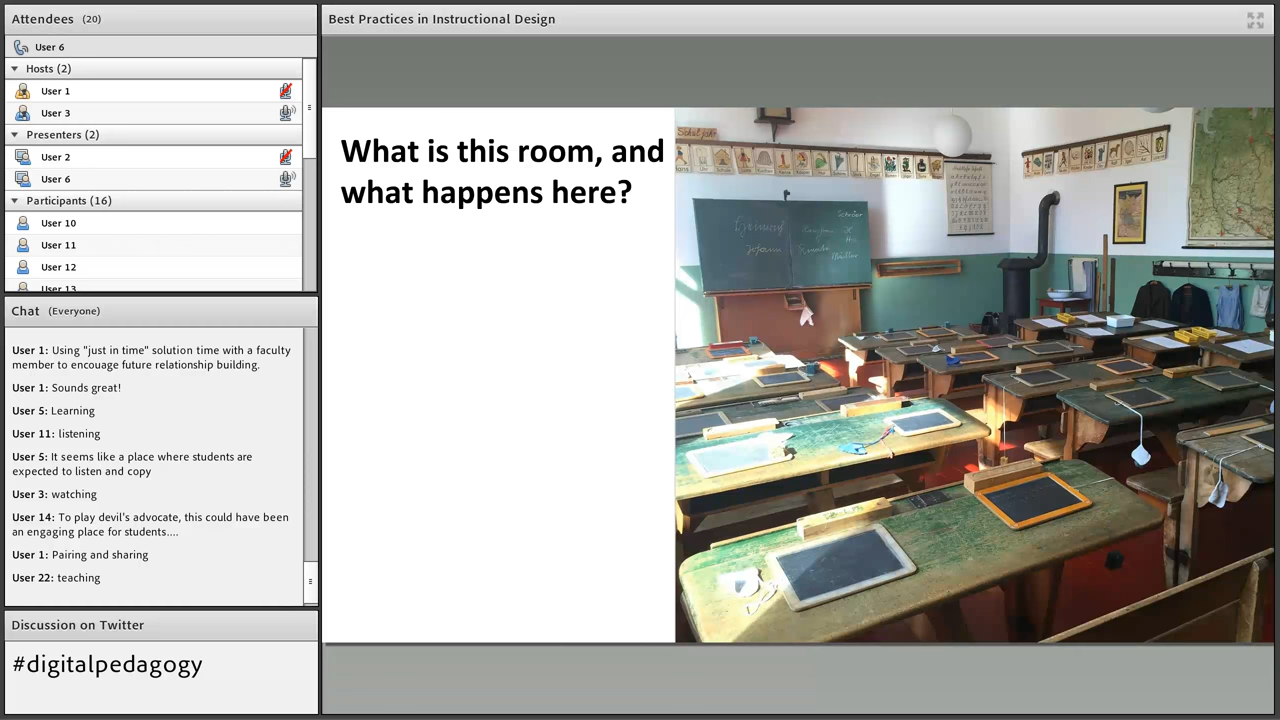 Attendees (20)
User 6
Hosts (2)
User 1
User 3
Presenters (2)
User 2
User 6
Participants (16)
User 10
User 11
User 12
User 13
Chat (Everyone)
User 1: Using "just in time" solution time with a faculty
member to encouage future relationship building.
User 1: Sounds great!
User 5: Learning
User 11: listening
User 5: It seems like a place where students are
expected to listen and copy
User 3: watching
User 14: To play devil's advocate, this could have been
an engaging place for students....
User 1: Pairing and sharing
User 22: teaching
Discussion on Twitter
#digitalpedagogy
Best Practices in Instructional Design
What is this room, and
what happens here?